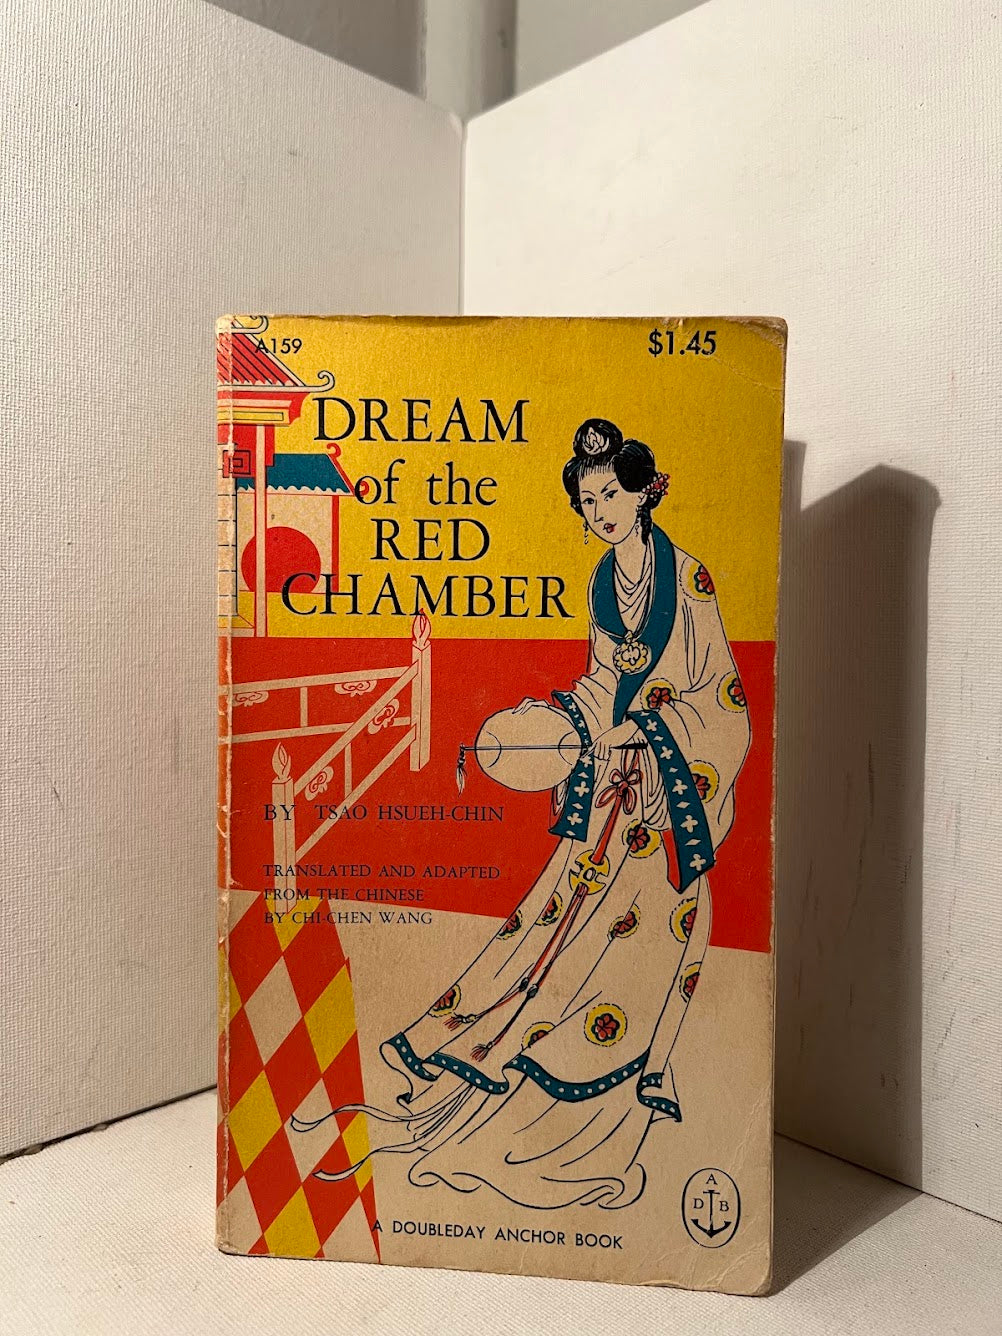 A159
$1.45
DREAM
of the
RED
CHAMBER
BY TSAO HSUEH-CHIN
TRANSLATED AND ADAPTED
FROM THE CHINESE
BY CHI-CHEN WANG
A DOUBLEDAY ANCHOR BOOK
A
D B